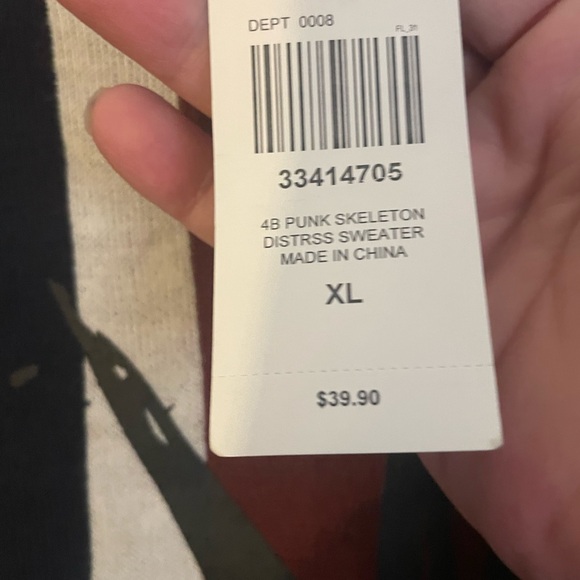 DEPT 0008
33414705
4B PUNK SKELETON
DISTRSS SWEATER
MADE IN CHINA
XL
$39.90